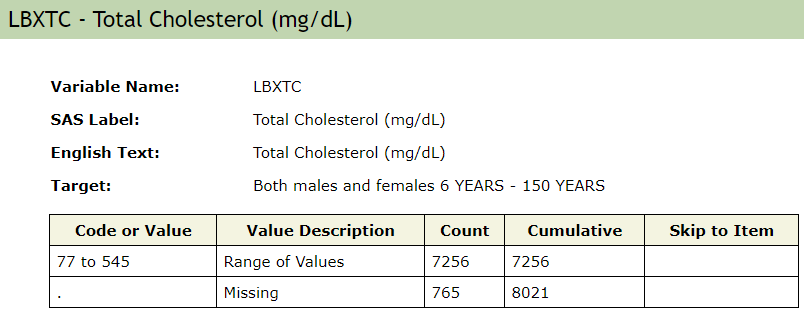 LBXTC - Total Cholesterol (mg/dL)
Variable Name: LBXTC
SAS Label: Total Cholesterol (mg/dL)
English Text: Total Cholesterol (mg/dL)
Target: Both males and females 6 YEARS - 150 YEARS
Code or Value Value Description Count Cumulative Skip to Item
77 to 545 Range of Values 7256 7256
. Missing 765 8021